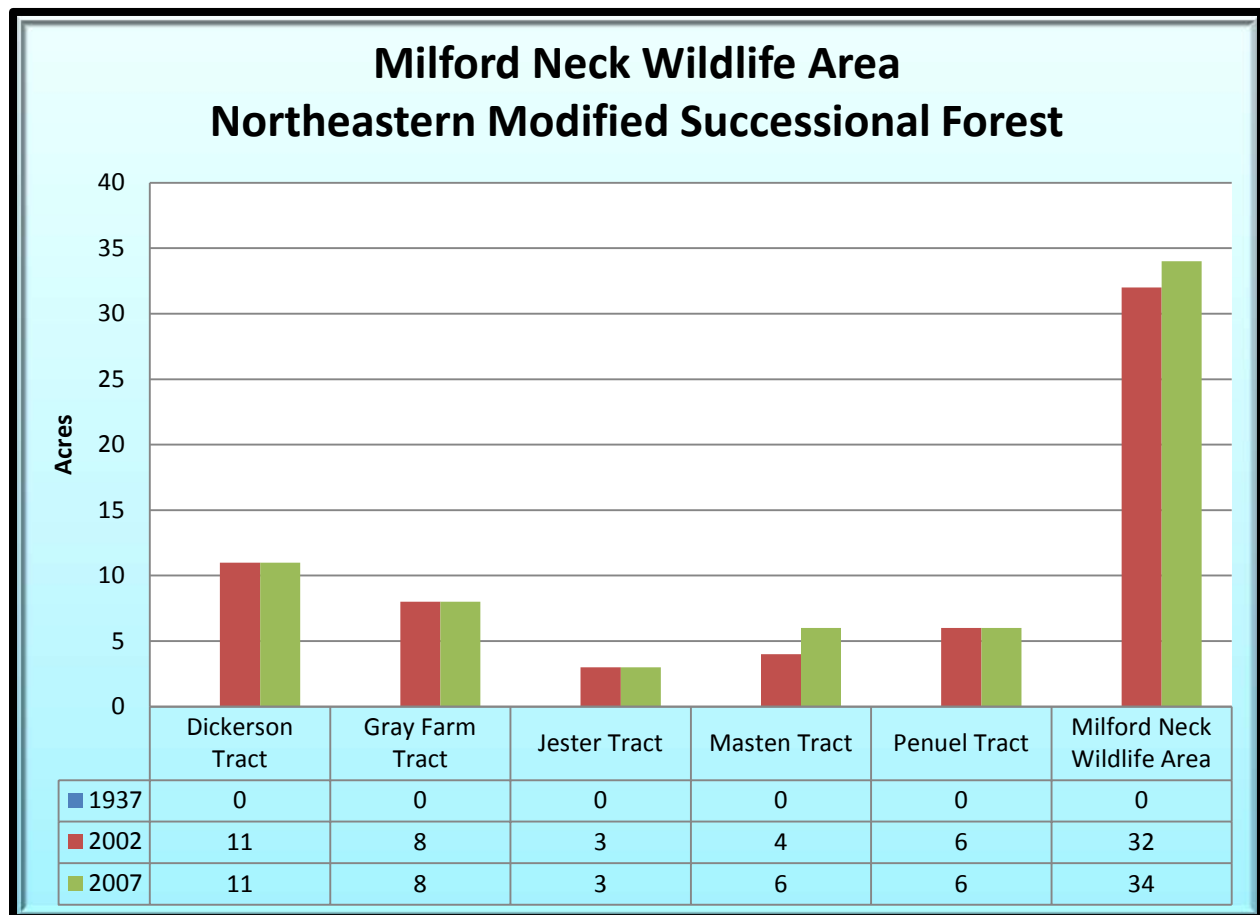 Milford Neck Wildlife Area
Northeastern Modified Successional Forest
40
35
30
25
20
15
10
5
0
Acres
Dickerson Tract
Gray Farm Tract
Jester Tract
Masten Tract
Penuel Tract
Milford Neck Wildlife Area
1937 0 0 0 0 0 0
2002 11 8 3 4 6 32
2007 11 8 3 6 6 34